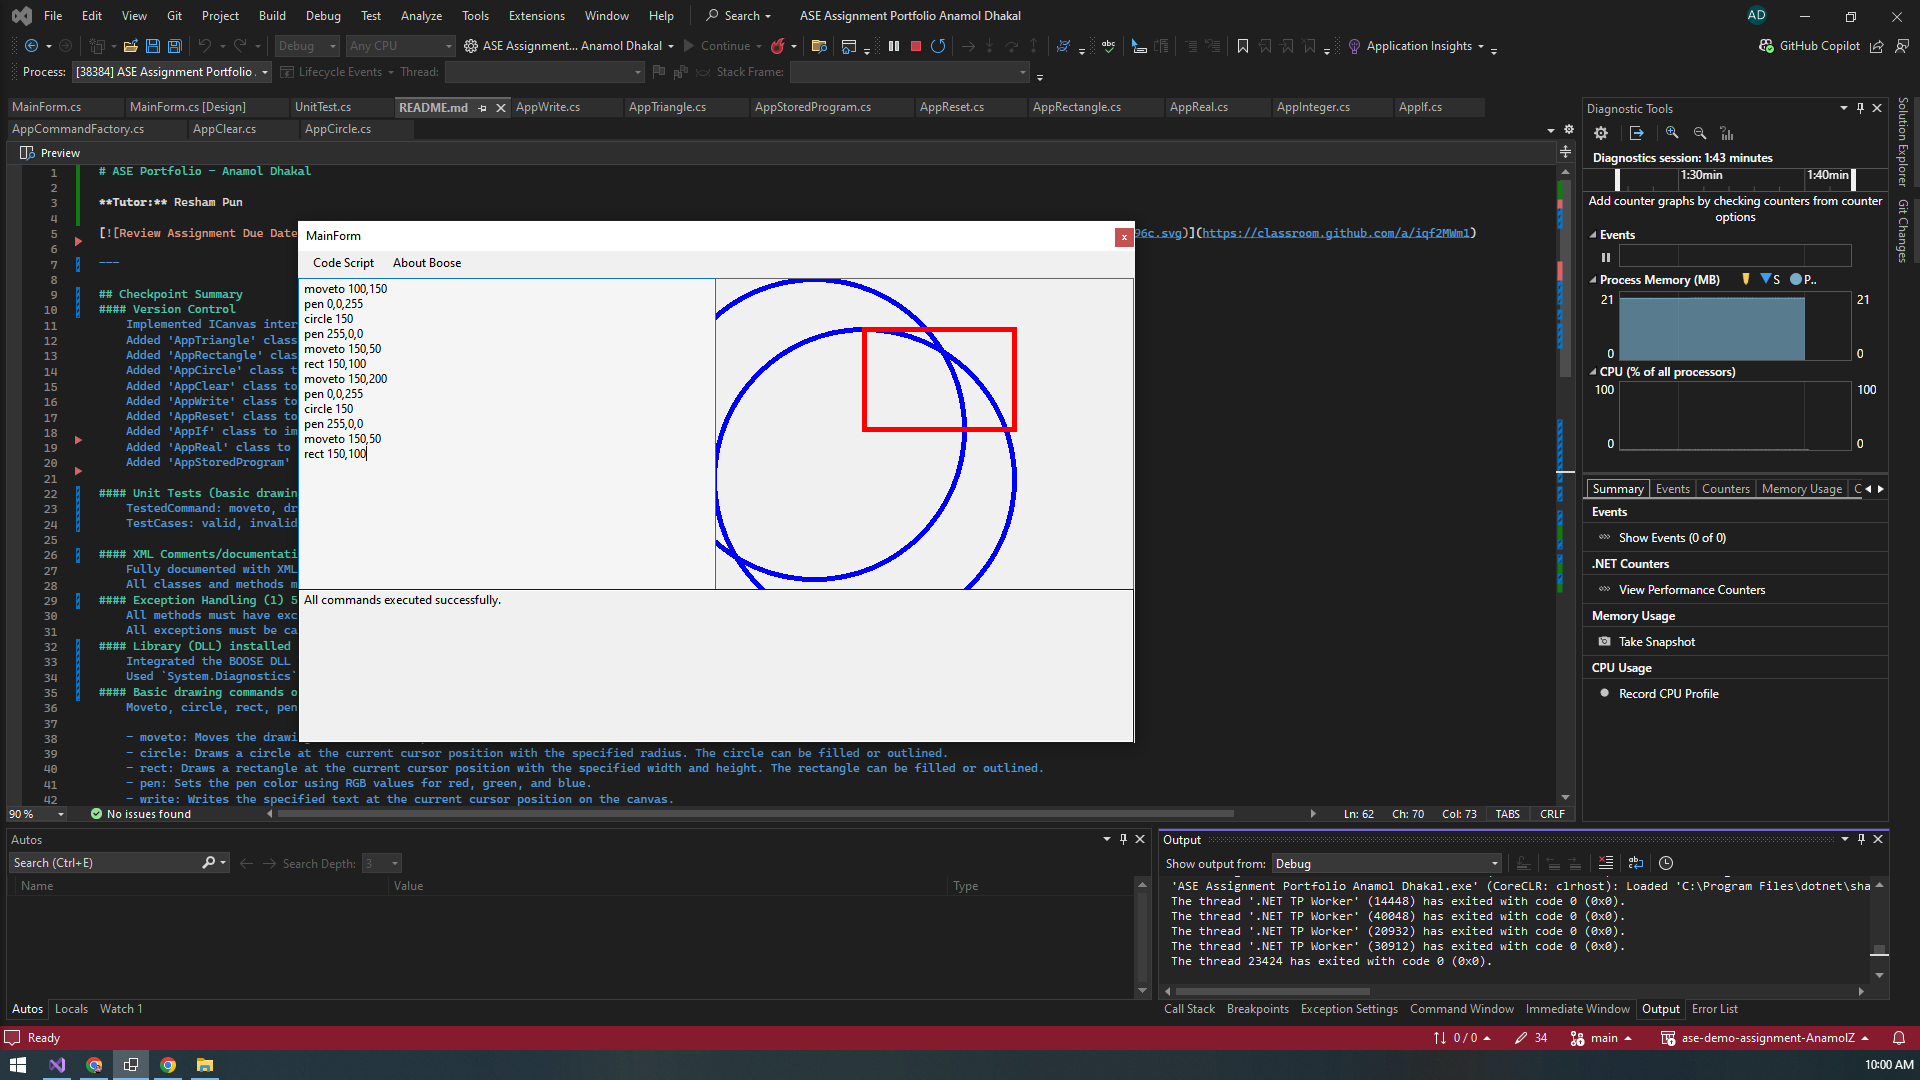 File Edit View Git Project Build Debug Test Analyze Tools Extensions Window Help Search ASE Assignment Portfolio Anamol Dhakal AD
Debug Any CPU ASE Assignment... Anamol Dhakal Continue Application Insights GitHub Copilot
Process: [38384] ASE Assignment Portfolio . Lifecycle Events Thread: Stack Frame:
MainForm.cs MainForm.cs [Design] UnitTest.cs README.md AppWrite.cs AppTriangle.cs AppStoredProgram.cs AppReset.cs AppRectangle.cs AppReal.cs AppInteger.cs AppIf.cs
AppCommandFactory.cs AppClear.cs AppCircle.cs
Preview
1 # ASE Portfolio - Anamol Dhakal
2
3 **Tutor:** Resham Pun
4
5 [![Review Assignment Due Date 96c.svg)](https://classroom.github.com/a/iqf2MWm1)
6
7 ---
8
9 ## Checkpoint Summary
10 #### Version Control
11 Implemented ICanvas inter
12 Added 'AppTriangle' class
13 Added 'AppRectangle' clas
14 Added 'AppCircle' class t
15 Added 'AppClear' class to
16 Added 'AppWrite' class to
17 Added 'AppReset' class to
18 Added 'AppIf' class to im
19 Added 'AppReal' class to
20 Added 'AppStoredProgram'
21
22 #### Unit Tests (basic drawin
23 TestedCommand: moveto, dr
24 TestCases: valid, invalid
25
26 #### XML Comments/documentati
27 Fully documented with XML
28 All classes and methods m
29 #### Exception Handling (1) 5
30 All methods must have exc
31 All exceptions must be ca
32 #### Library (DLL) installed
33 Integrated the BOOSE DLL
34 Used `System.Diagnostics`
35 #### Basic drawing commands o
36 Moveto, circle, rect, pen
37
38 - moveto: Moves the drawi
39 - circle: Draws a circle at the current cursor position with the specified radius. The circle can be filled or outlined.
40 - rect: Draws a rectangle at the current cursor position with the specified width and height. The rectangle can be filled or outlined.
41 - pen: Sets the pen color using RGB values for red, green, and blue.
42 - write: Writes the specified text at the current cursor position on the canvas.
90 % No issues found Ln: 62 Ch: 70 Col: 73 TABS CRLF
MainForm x
Code Script About Boose
moveto 100,150
pen 0,0,255
circle 150
pen 255,0,0
moveto 150,50
rect 150,100
moveto 150,200
pen 0,0,255
circle 150
pen 255,0,0
moveto 150,50
rect 150,100
All commands executed successfully.
Diagnostic Tools
Diagnostics session: 1:43 minutes
1:30min 1:40min
Add counter graphs by checking counters from counter
options
Events
Process Memory (MB) S P..
21 21
0 0
CPU (% of all processors)
100 100
0 0
Summary Events Counters Memory Usage C
Events
Show Events (0 of 0)
.NET Counters
View Performance Counters
Memory Usage
Take Snapshot
CPU Usage
Record CPU Profile
Solution Explorer
Git Changes
Autos
Search (Ctrl+E) Search Depth: 3
Name Value Type
Autos Locals Watch 1
Output
Show output from: Debug
'ASE Assignment Portfolio Anamol Dhakal.exe' (CoreCLR: clrhost): Loaded 'C:\Program Files\dotnet\sha
The thread '.NET TP Worker' (14448) has exited with code 0 (0x0).
The thread '.NET TP Worker' (40048) has exited with code 0 (0x0).
The thread '.NET TP Worker' (20932) has exited with code 0 (0x0).
The thread '.NET TP Worker' (30912) has exited with code 0 (0x0).
The thread 23424 has exited with code 0 (0x0).
Call Stack Breakpoints Exception Settings Command Window Immediate Window Output Error List
Ready 0 / 0 34 main ase-demo-assignment-AnamolZ
10:00 AM